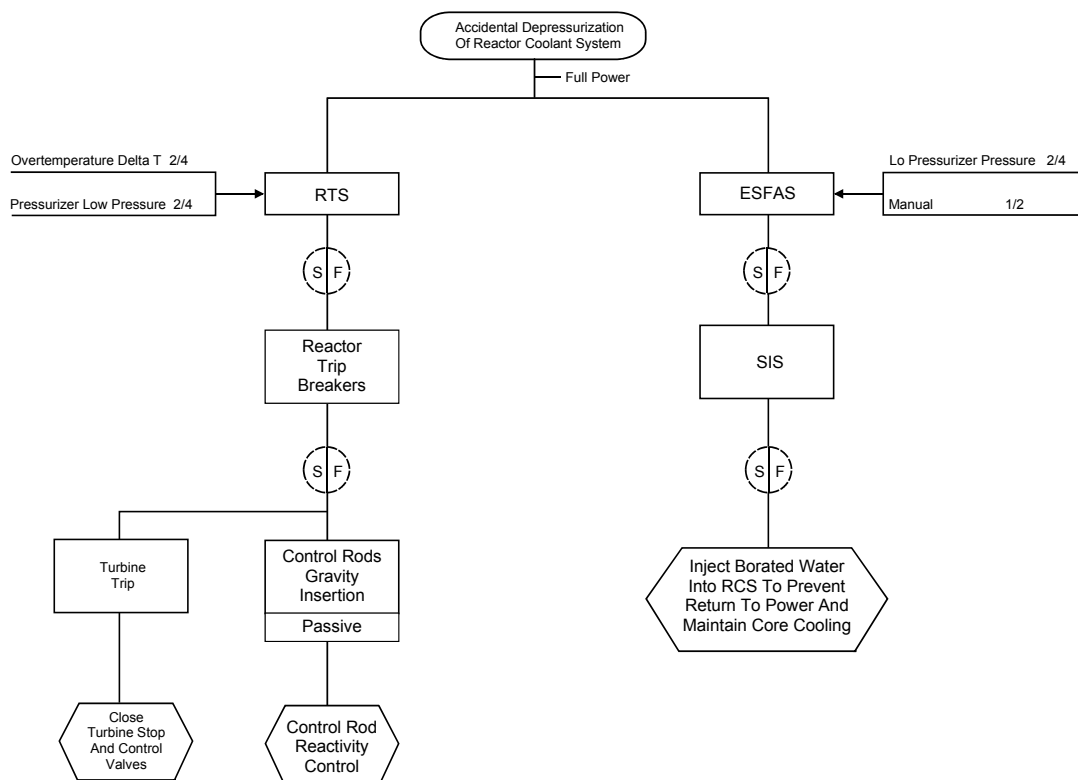 Accidental Depressurization
Of Reactor Coolant System
Full Power
Overtemperature Delta T 2/4
Pressurizer Low Pressure 2/4
RTS
ESFAS
Lo Pressurizer Pressure 2/4
Manual 1/2
S F
S F
Reactor
Trip
Breakers
SIS
S F
S F
Turbine
Trip
Control Rods
Gravity
Insertion
Passive
Inject Borated Water
Into RCS To Prevent
Return To Power And
Maintain Core Cooling
Close
Turbine Stop
And Control
Valves
Control Rod
Reactivity
Control